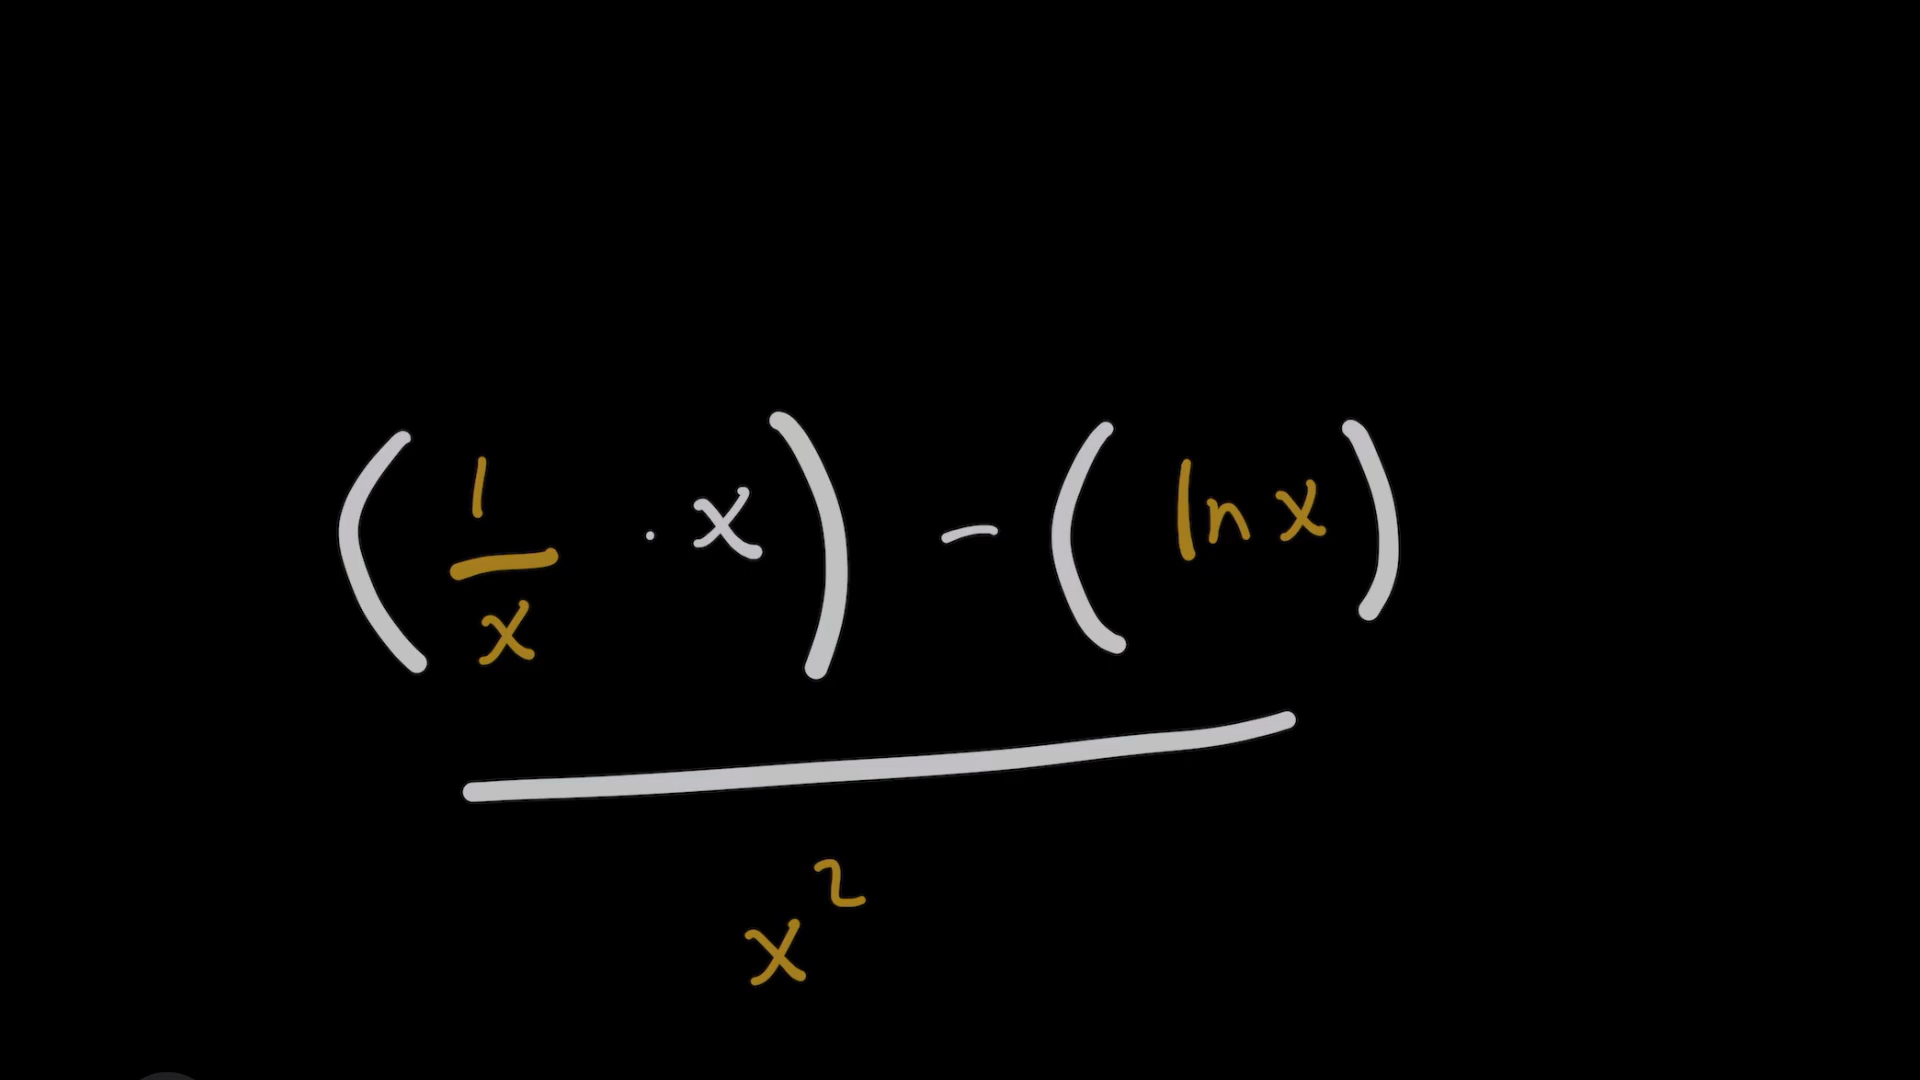 (1/x · x) - (ln x)
x²